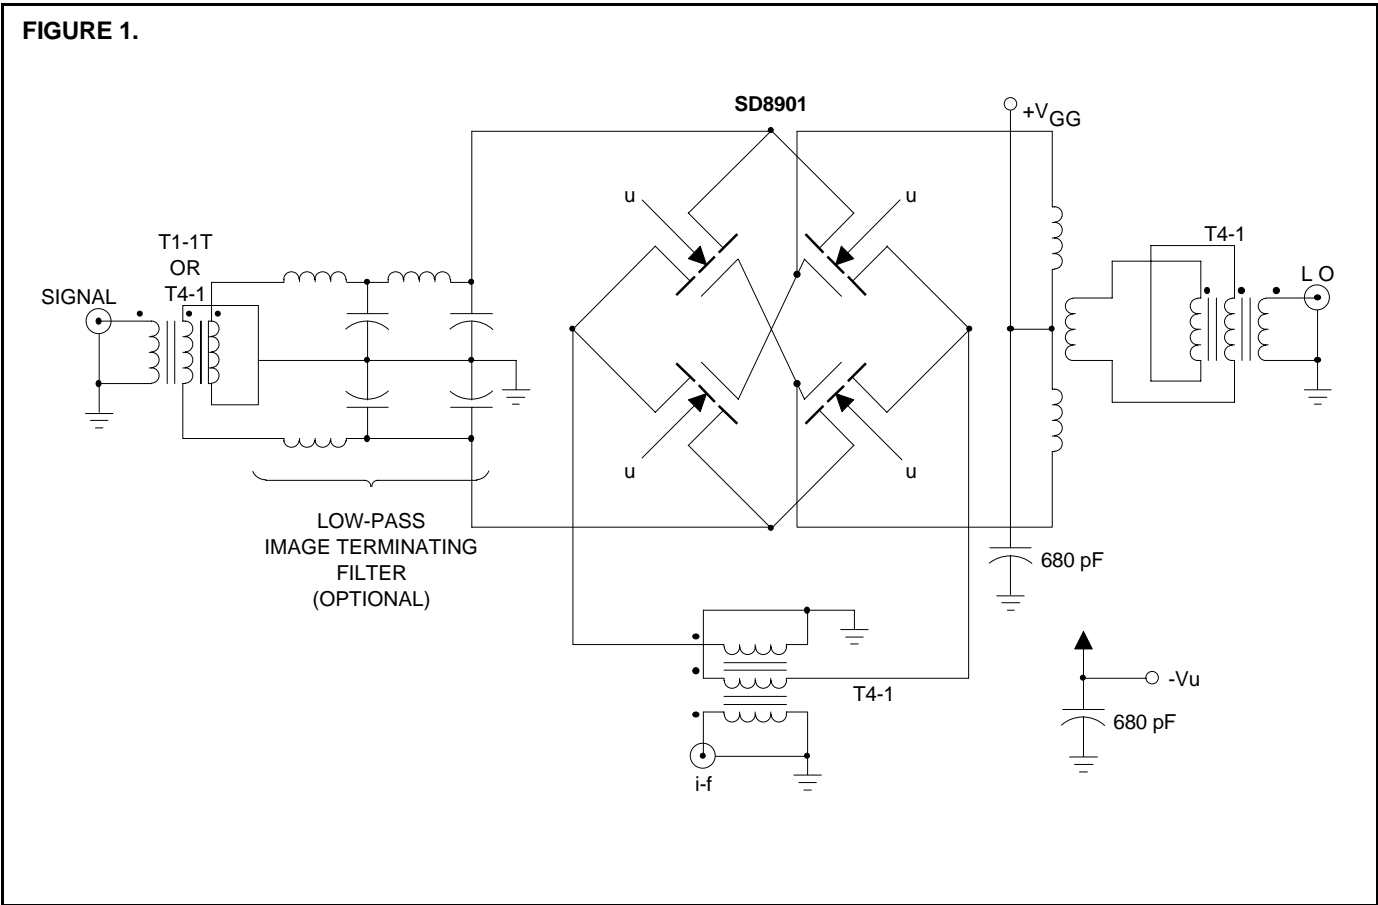 FIGURE 1.
SD8901
+VGG
u
u
T1-1T
OR
T4-1
T4-1
SIGNAL
L O
u
u
LOW-PASS
IMAGE TERMINATING
FILTER
(OPTIONAL)
680 pF
T4-1
-Vu
680 pF
i-f